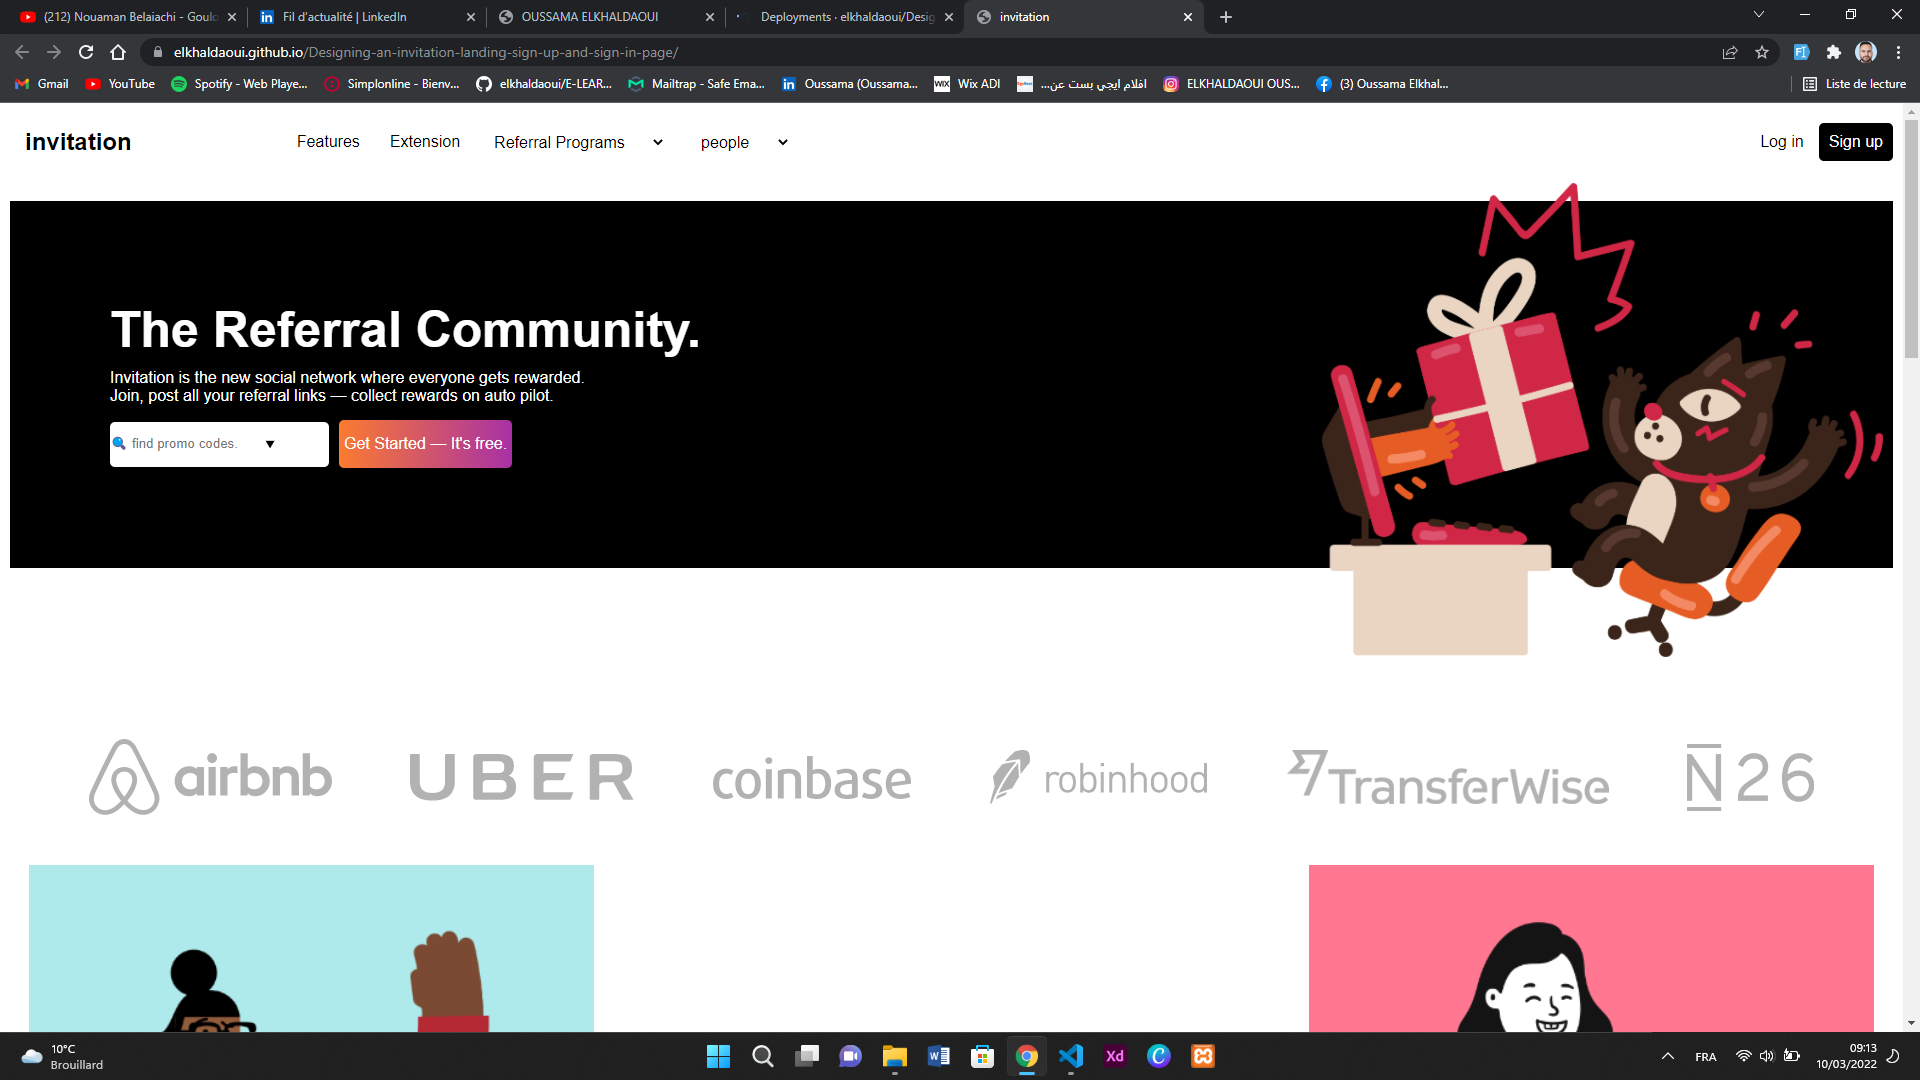 (212) Nouaman Belaiachi - Goulo
Fil d'actualité | LinkedIn
OUSSAMA ELKHALDAOUI
Deployments · elkhaldaoui/Desig
invitation
elkhaldaoui.github.io/Designing-an-invitation-landing-sign-up-and-sign-in-page/
Gmail
YouTube
Spotify - Web Playe...
Simplonline - Bienv...
elkhaldaoui/E-LEAR...
Mailtrap - Safe Ema...
Oussama (Oussama...
WIX
Wix ADI
افلام ايجي بست عن...
ELKHALDAOUI OUS...
(3) Oussama Elkhal...
Liste de lecture
invitation
Features
Extension
Referral Programs
people
Log in
Sign up
The Referral Community.
Invitation is the new social network where everyone gets rewarded.
Join, post all your referral links — collect rewards on auto pilot.
find promo codes.
Get Started — It's free.
airbnb
UBER
coinbase
robinhood
TransferWise
N26
10°C
Brouillard
Xd
FRA
09:13
10/03/2022